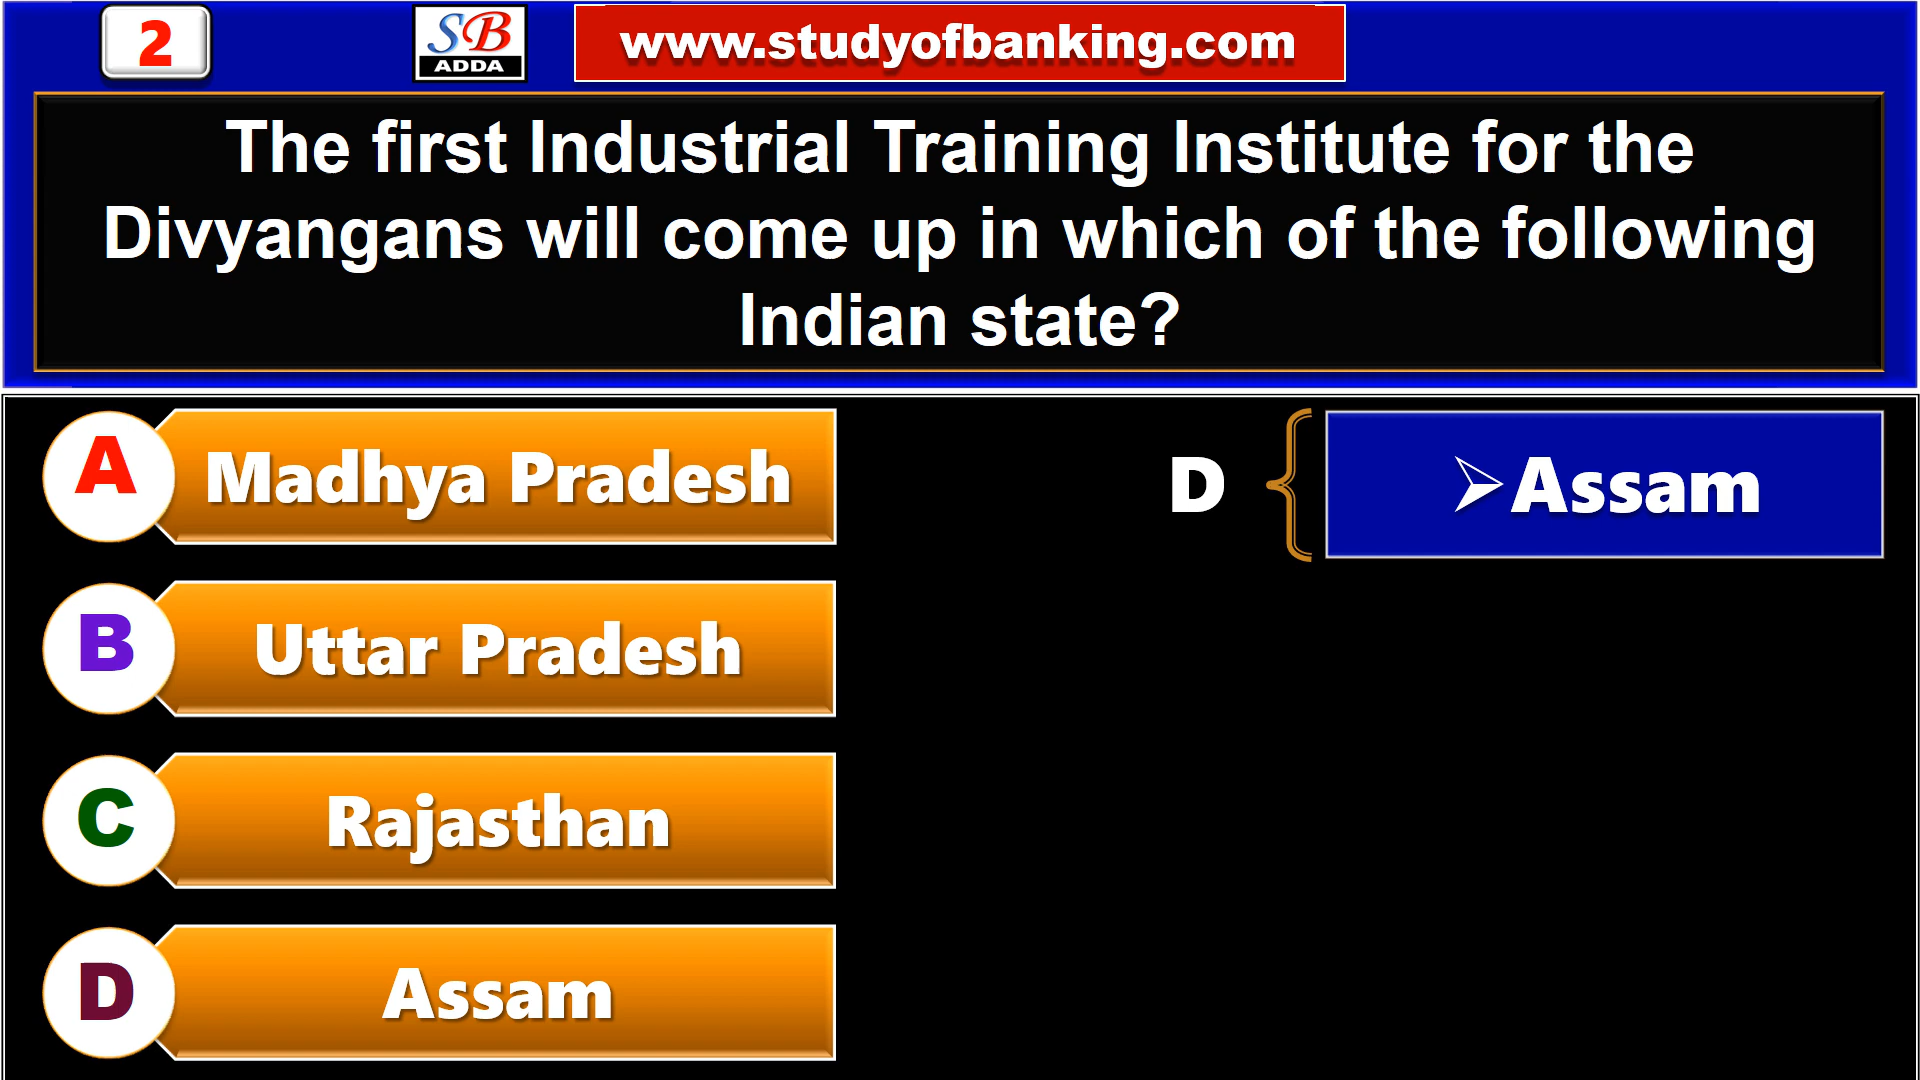 2
SB
ADDA
www.studyofbanking.com
The first Industrial Training Institute for the
Divyangans will come up in which of the following
Indian state?
A
Madhya Pradesh
B
Uttar Pradesh
C
Rajasthan
D
Assam
D
Assam